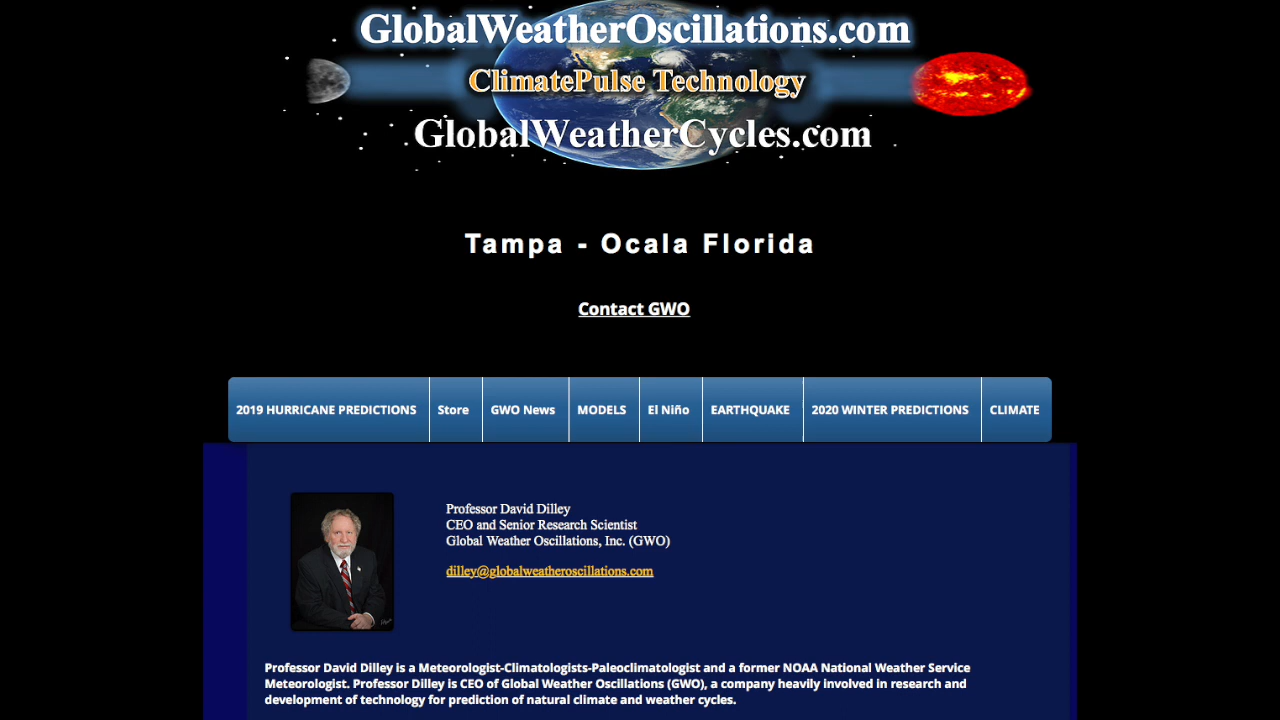 GlobalWeatherOscillations.com
ClimatePulse Technology
GlobalWeatherCycles.com
Tampa - Ocala Florida
Contact GWO
2019 HURRICANE PREDICTIONS Store GWO News MODELS El Niño EARTHQUAKE 2020 WINTER PREDICTIONS CLIMATE
Professor David Dilley
CEO and Senior Research Scientist
Global Weather Oscillations, Inc. (GWO)
dilley@globalweatheroscillations.com
Professor David Dilley is a Meteorologist-Climatologists-Paleoclimatologist and a former NOAA National Weather Service
Meteorologist. Professor Dilley is CEO of Global Weather Oscillations (GWO), a company heavily involved in research and
development of technology for prediction of natural climate and weather cycles.